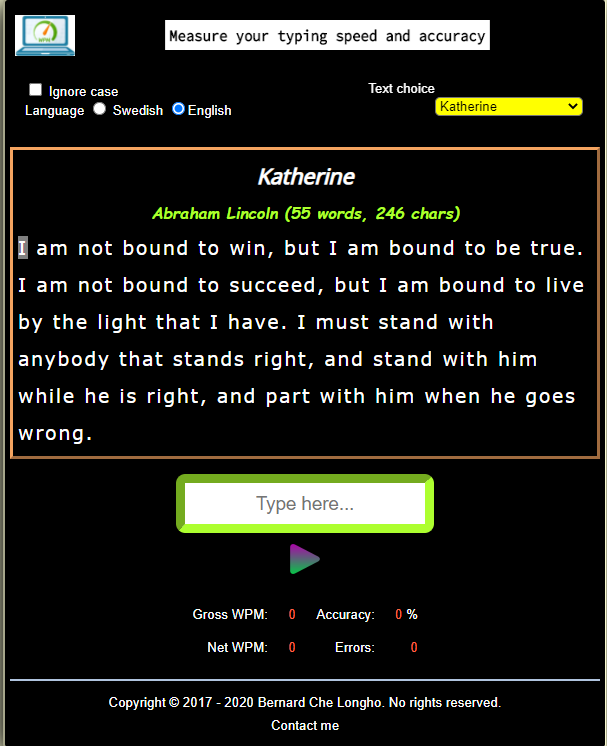 WPM
Measure your typing speed and accuracy
Ignore case
Text choice
Language Swedish English
Katherine
Katherine
Abraham Lincoln (55 words, 246 chars)
I am not bound to win, but I am bound to be true.
I am not bound to succeed, but I am bound to live
by the light that I have. I must stand with
anybody that stands right, and stand with him
while he is right, and part with him when he goes
wrong.
Type here...
Gross WPM: 0 Accuracy: 0 %
Net WPM: 0 Errors: 0
Copyright © 2017 - 2020 Bernard Che Longho. No rights reserved.
Contact me